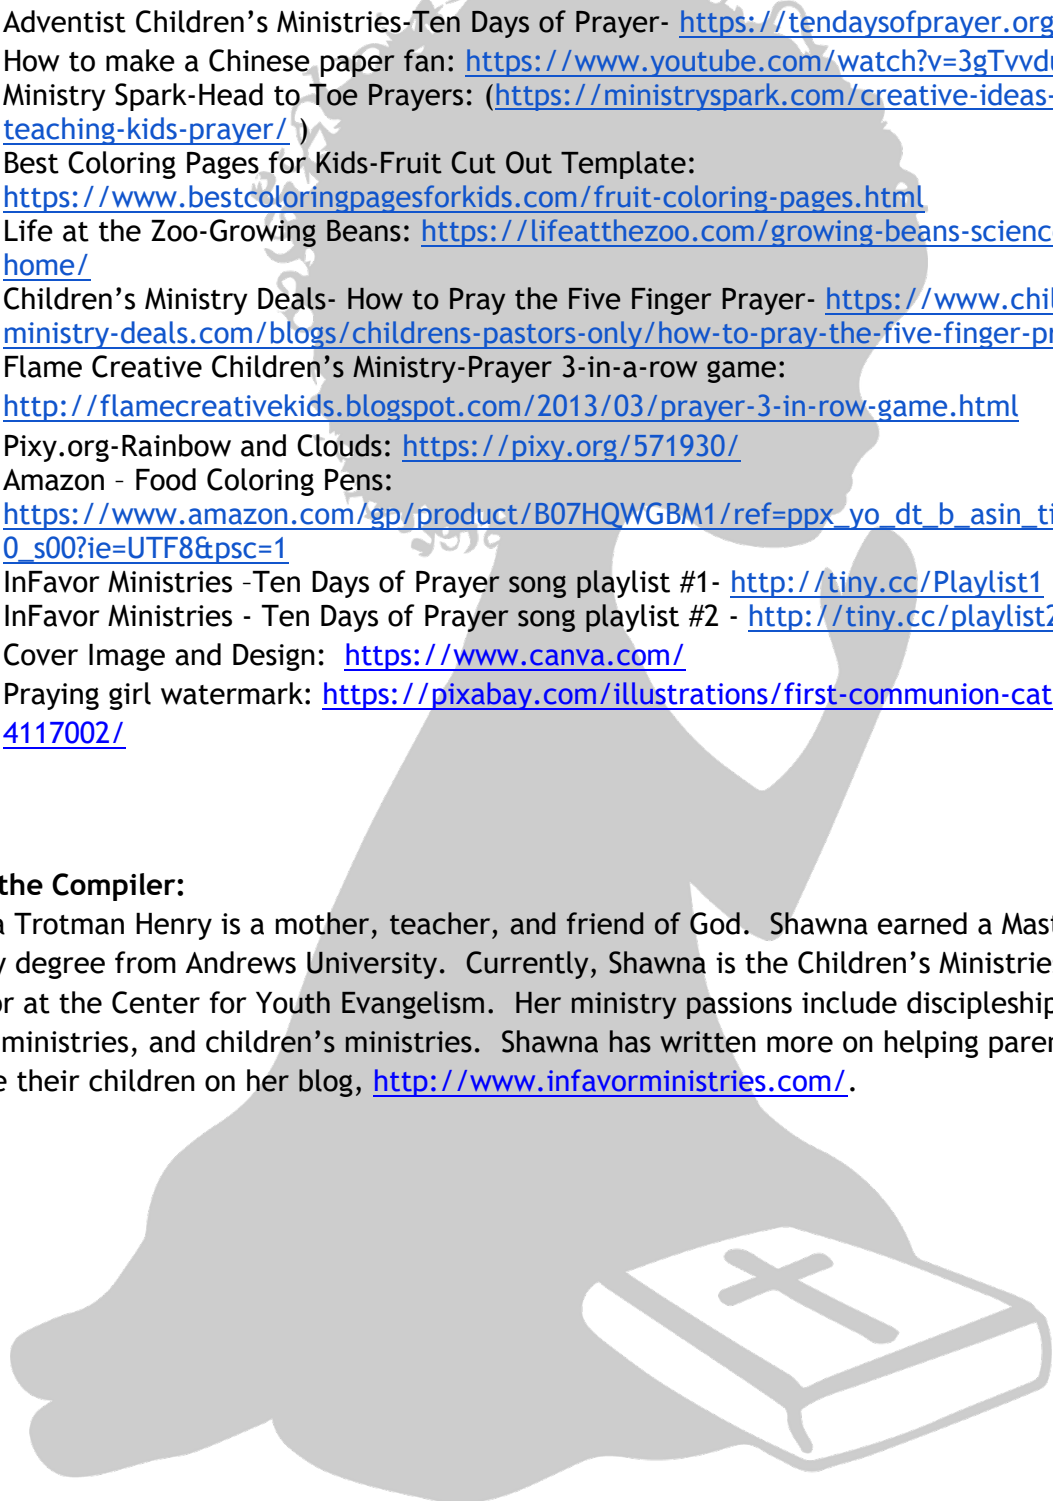 Adventist Children’s Ministries-Ten Days of Prayer- https://tendaysofprayer.org
How to make a Chinese paper fan: https://www.youtube.com/watch?v=3gTvvdu
Ministry Spark-Head to Toe Prayers: (https://ministryspark.com/creative-ideas-
teaching-kids-prayer/ )
Best Coloring Pages for Kids-Fruit Cut Out Template:
https://www.bestcoloringpagesforkids.com/fruit-coloring-pages.html
Life at the Zoo-Growing Beans: https://lifeatthezoo.com/growing-beans-scienc
home/
Children’s Ministry Deals- How to Pray the Five Finger Prayer- https://www.chil
ministry-deals.com/blogs/childrens-pastors-only/how-to-pray-the-five-finger-pr
Flame Creative Children’s Ministry-Prayer 3-in-a-row game:
http://flamecreativekids.blogspot.com/2013/03/prayer-3-in-row-game.html
Pixy.org-Rainbow and Clouds: https://pixy.org/571930/
Amazon – Food Coloring Pens:
https://www.amazon.com/gp/product/B07HQWGBM1/ref=ppx_yo_dt_b_asin_ti
0_s00?ie=UTF8&psc=1
InFavor Ministries –Ten Days of Prayer song playlist #1- http://tiny.cc/Playlist1
InFavor Ministries - Ten Days of Prayer song playlist #2 - http://tiny.cc/playlist2
Cover Image and Design:  https://www.canva.com/
Praying girl watermark: https://pixabay.com/illustrations/first-communion-cat
4117002/
the Compiler:
a Trotman Henry is a mother, teacher, and friend of God.  Shawna earned a Mast
y degree from Andrews University.  Currently, Shawna is the Children’s Ministrie
or at the Center for Youth Evangelism.  Her ministry passions include discipleship
ministries, and children’s ministries.  Shawna has written more on helping paren
e their children on her blog, http://www.infavorministries.com/.